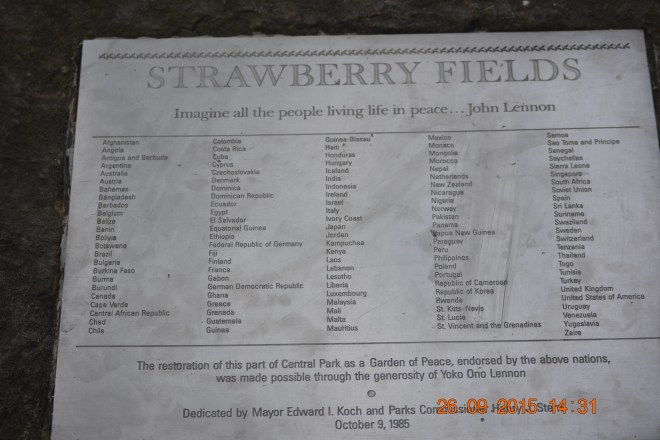 STRAWBERRY FIELDS
Imagine all the people living life in peace...John Lennon
Afghanistan
Angola
Antigua and Barbuda
Argentina
Australia
Austria
Bahamas
Bangladesh
Barbados
Belgium
Belize
Benin
Bolivia
Botswana
Brazil
Bulgaria
Burkina Faso
Burma
Burundi
Canada
Cape Verde
Central African Republic
Chad
Chile
Colombia
Costa Rica
Cuba
Cyprus
Czechoslovakia
Denmark
Dominica
Dominican Republic
Ecuador
Egypt
El Salvador
Equatorial Guinea
Ethiopia
Federal Republic of Germany
Fiji
Finland
France
Gabon
German Democratic Republic
Ghana
Greece
Grenada
Guatemala
Guinea
Guinea-Bissau
Haiti
Honduras
Hungary
Iceland
India
Indonesia
Ireland
Israel
Italy
Ivory Coast
Japan
Jordan
Kampuchea
Kenya
Laos
Lebanon
Lesotho
Liberia
Luxembourg
Malaysia
Mali
Malta
Mauritius
Mexico
Monaco
Mongolia
Morocco
Nepal
Netherlands
New Zealand
Nicaragua
Nigeria
Norway
Pakistan
Panama
Papua New Guinea
Paraguay
Peru
Philippines
Poland
Portugal
Republic of Cameroon
Republic of Korea
Rwanda
St. Kitts-Nevis
St. Lucia
St. Vincent and the Grenadines
Samoa
Sao Tome and Principe
Senegal
Seychelles
Sierra Leone
Singapore
South Africa
Soviet Union
Spain
Sri Lanka
Suriname
Swaziland
Sweden
Switzerland
Tanzania
Thailand
Togo
Tunisia
Turkey
United Kingdom
United States of America
Uruguay
Venezuela
Yugoslavia
Zaire
The restoration of this part of Central Park as a Garden of Peace, endorsed by the above nations,
was made possible through the generosity of Yoko Ono Lennon
Dedicated by Mayor Edward I. Koch and Parks Commissioner Henry J. Stern
October 9, 1985
26-09-2015 14:31